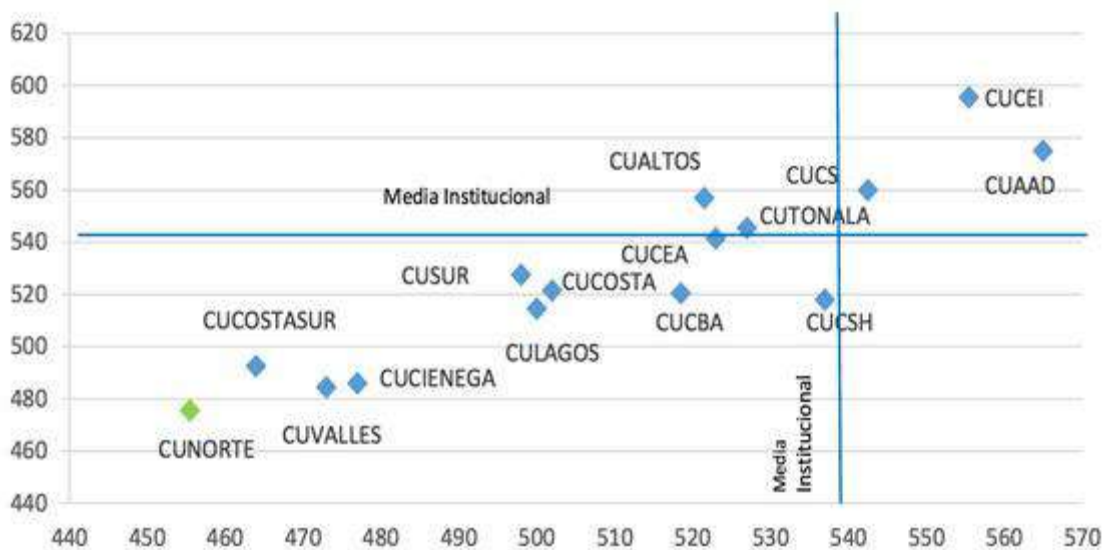 620
600
CUCEI
580
CUALTOS
CUCS
560
CUAAD
Media Institucional
CUTONALA
540
CUCEA
CUSUR
CUCOSTA
520
CUCOSTASUR
CUCBA
CUCSH
500
CULAGOS
CUCIENEGA
480
CUVALLES
CUNORTE
460
Media
Institucional
440
440 450 460 470 480 490 500 510 520 530 540 550 560 570